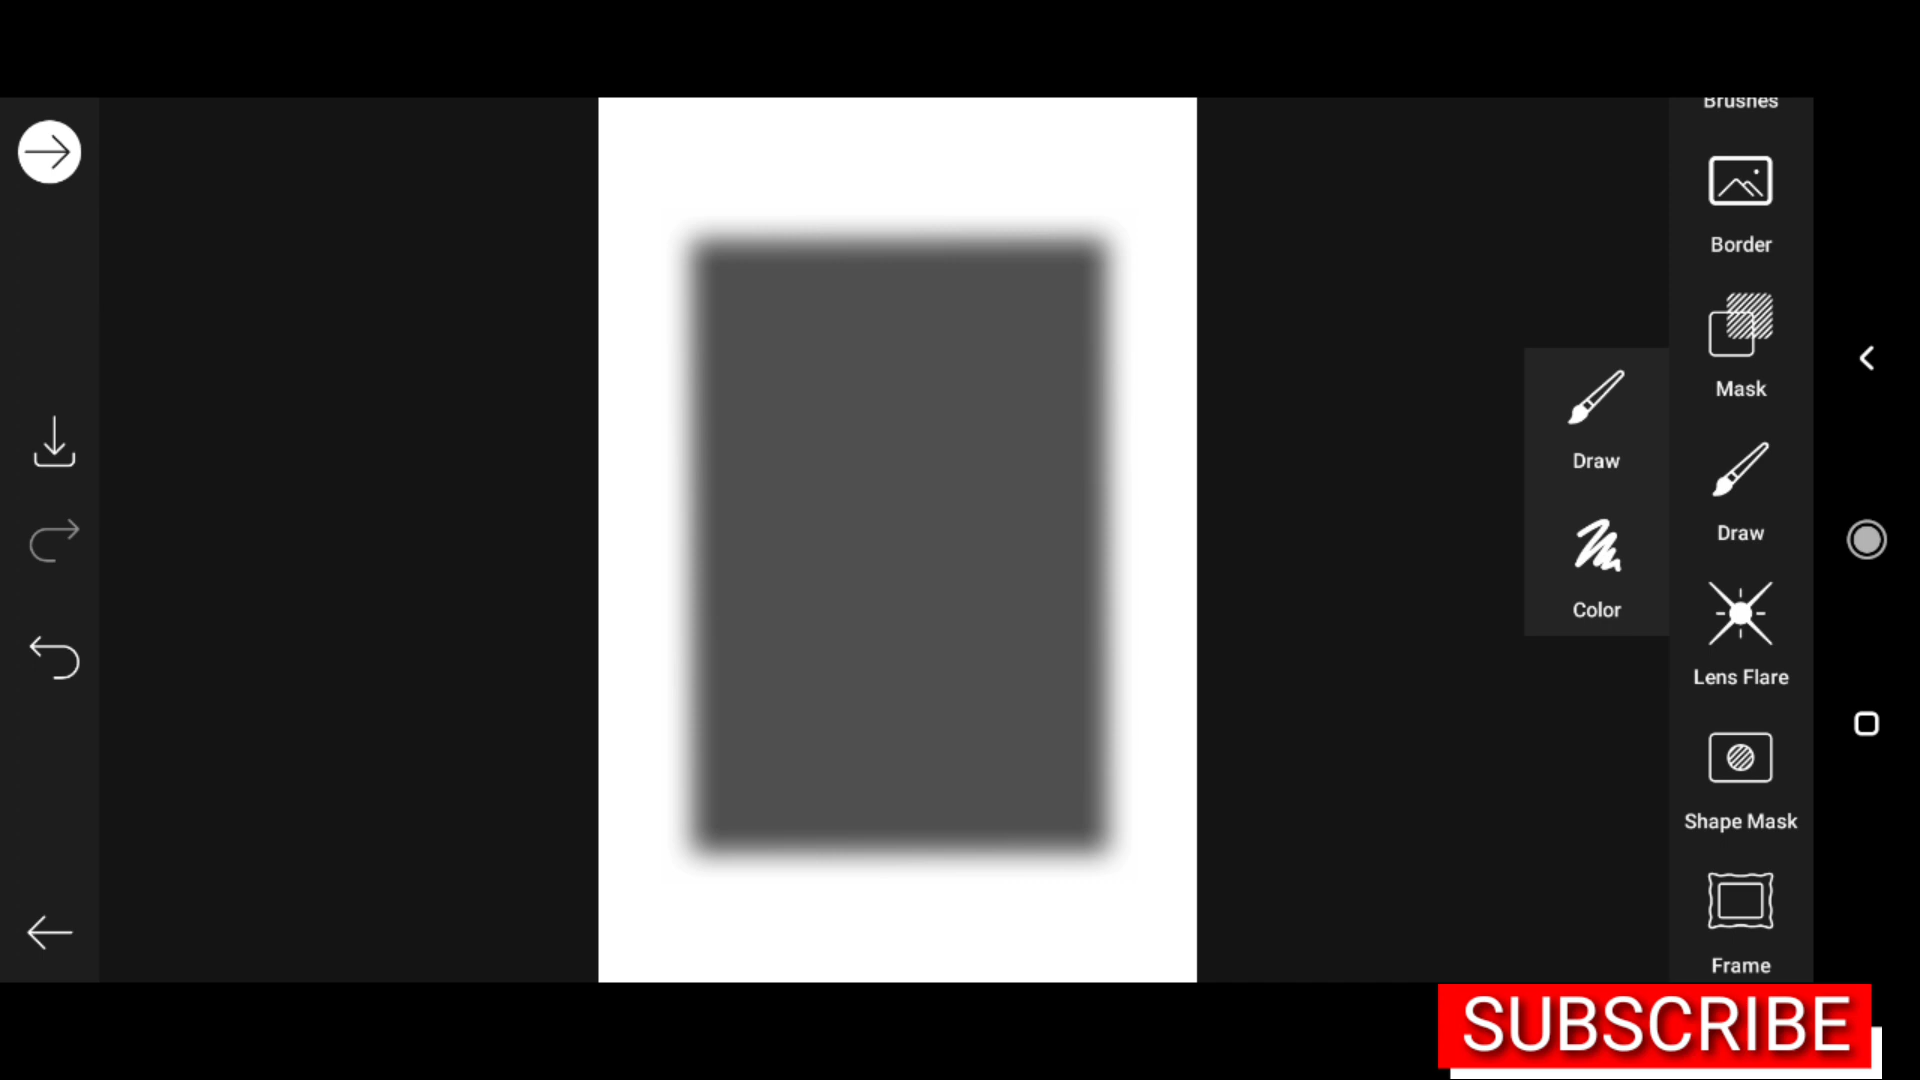 Brushes
Border
Mask
Draw
Draw
Color
Lens Flare
Shape Mask
Frame
SUBSCRIBE